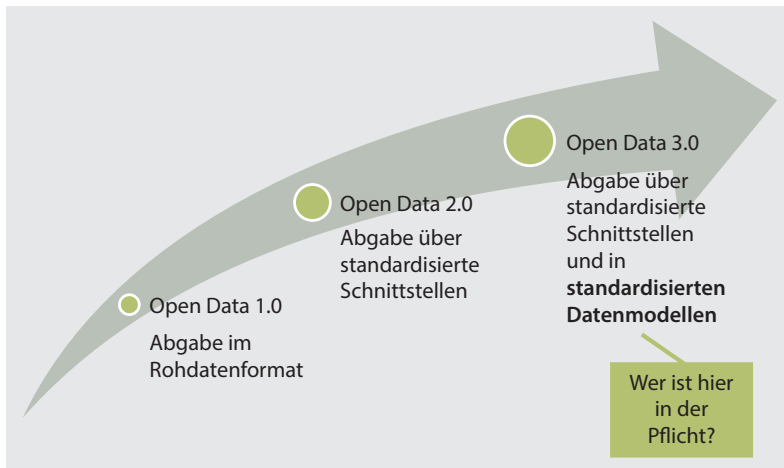 Open Data 1.0
Abgabe im
Rohdatenformat
Open Data 2.0
Abgabe über
standardisierte
Schnittstellen
Open Data 3.0
Abgabe über
standardisierte
Schnittstellen
und in
standardisierten
Datenmodellen
Wer ist hier
in der
Pflicht?